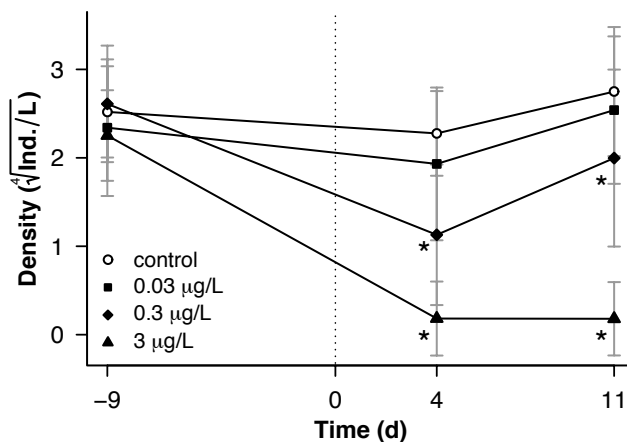 3
2
1
0
Density (∜Ind./L)
control
0.03 µg/L
0.3 µg/L
3 µg/L
*
*
*
*
−9
0
4
11
Time (d)